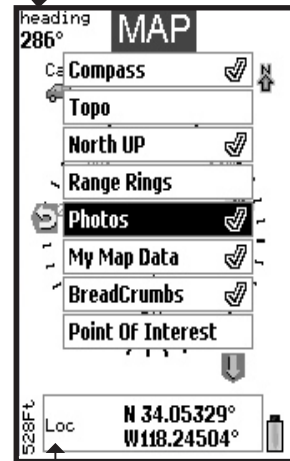 heading
286°
MAP
Ca
N
Compass
Topo
North UP
Range Rings
Photos
My Map Data
BreadCrumbs
Point Of Interest
528Ft
Loc
N 34.05329°
W118.24504°